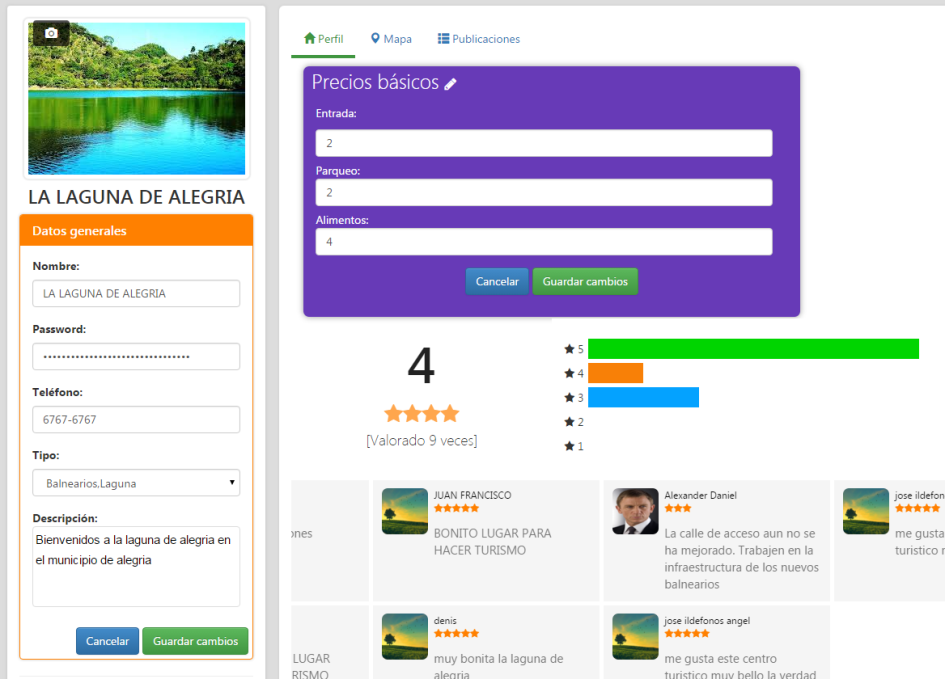 LA LAGUNA DE ALEGRIA
Datos generales
Nombre:
LA LAGUNA DE ALEGRIA
Password:
••••••••••••••••••••••••••••••••
Teléfono:
6767-6767
Tipo:
Balnearios,Laguna
Descripción:
Bienvenidos a la laguna de alegria en
el municipio de alegria
Cancelar Guardar cambios
Perfil Mapa Publicaciones
Precios básicos
Entrada:
2
Parqueo:
2
Alimentos:
4
Cancelar Guardar cambios
4
[Valorado 9 veces]
5
4
3
2
1
ones
JUAN FRANCISCO
BONITO LUGAR PARA
HACER TURISMO
Alexander Daniel
La calle de acceso aun no se
ha mejorado. Trabajen en la
infraestructura de los nuevos
balnearios
jose ildefon
me gusta
turistico
LUGAR
RISMO
denis
muy bonita la laguna de
alegria
jose ildefonos angel
me gusta este centro
turistico muy bello la verdad